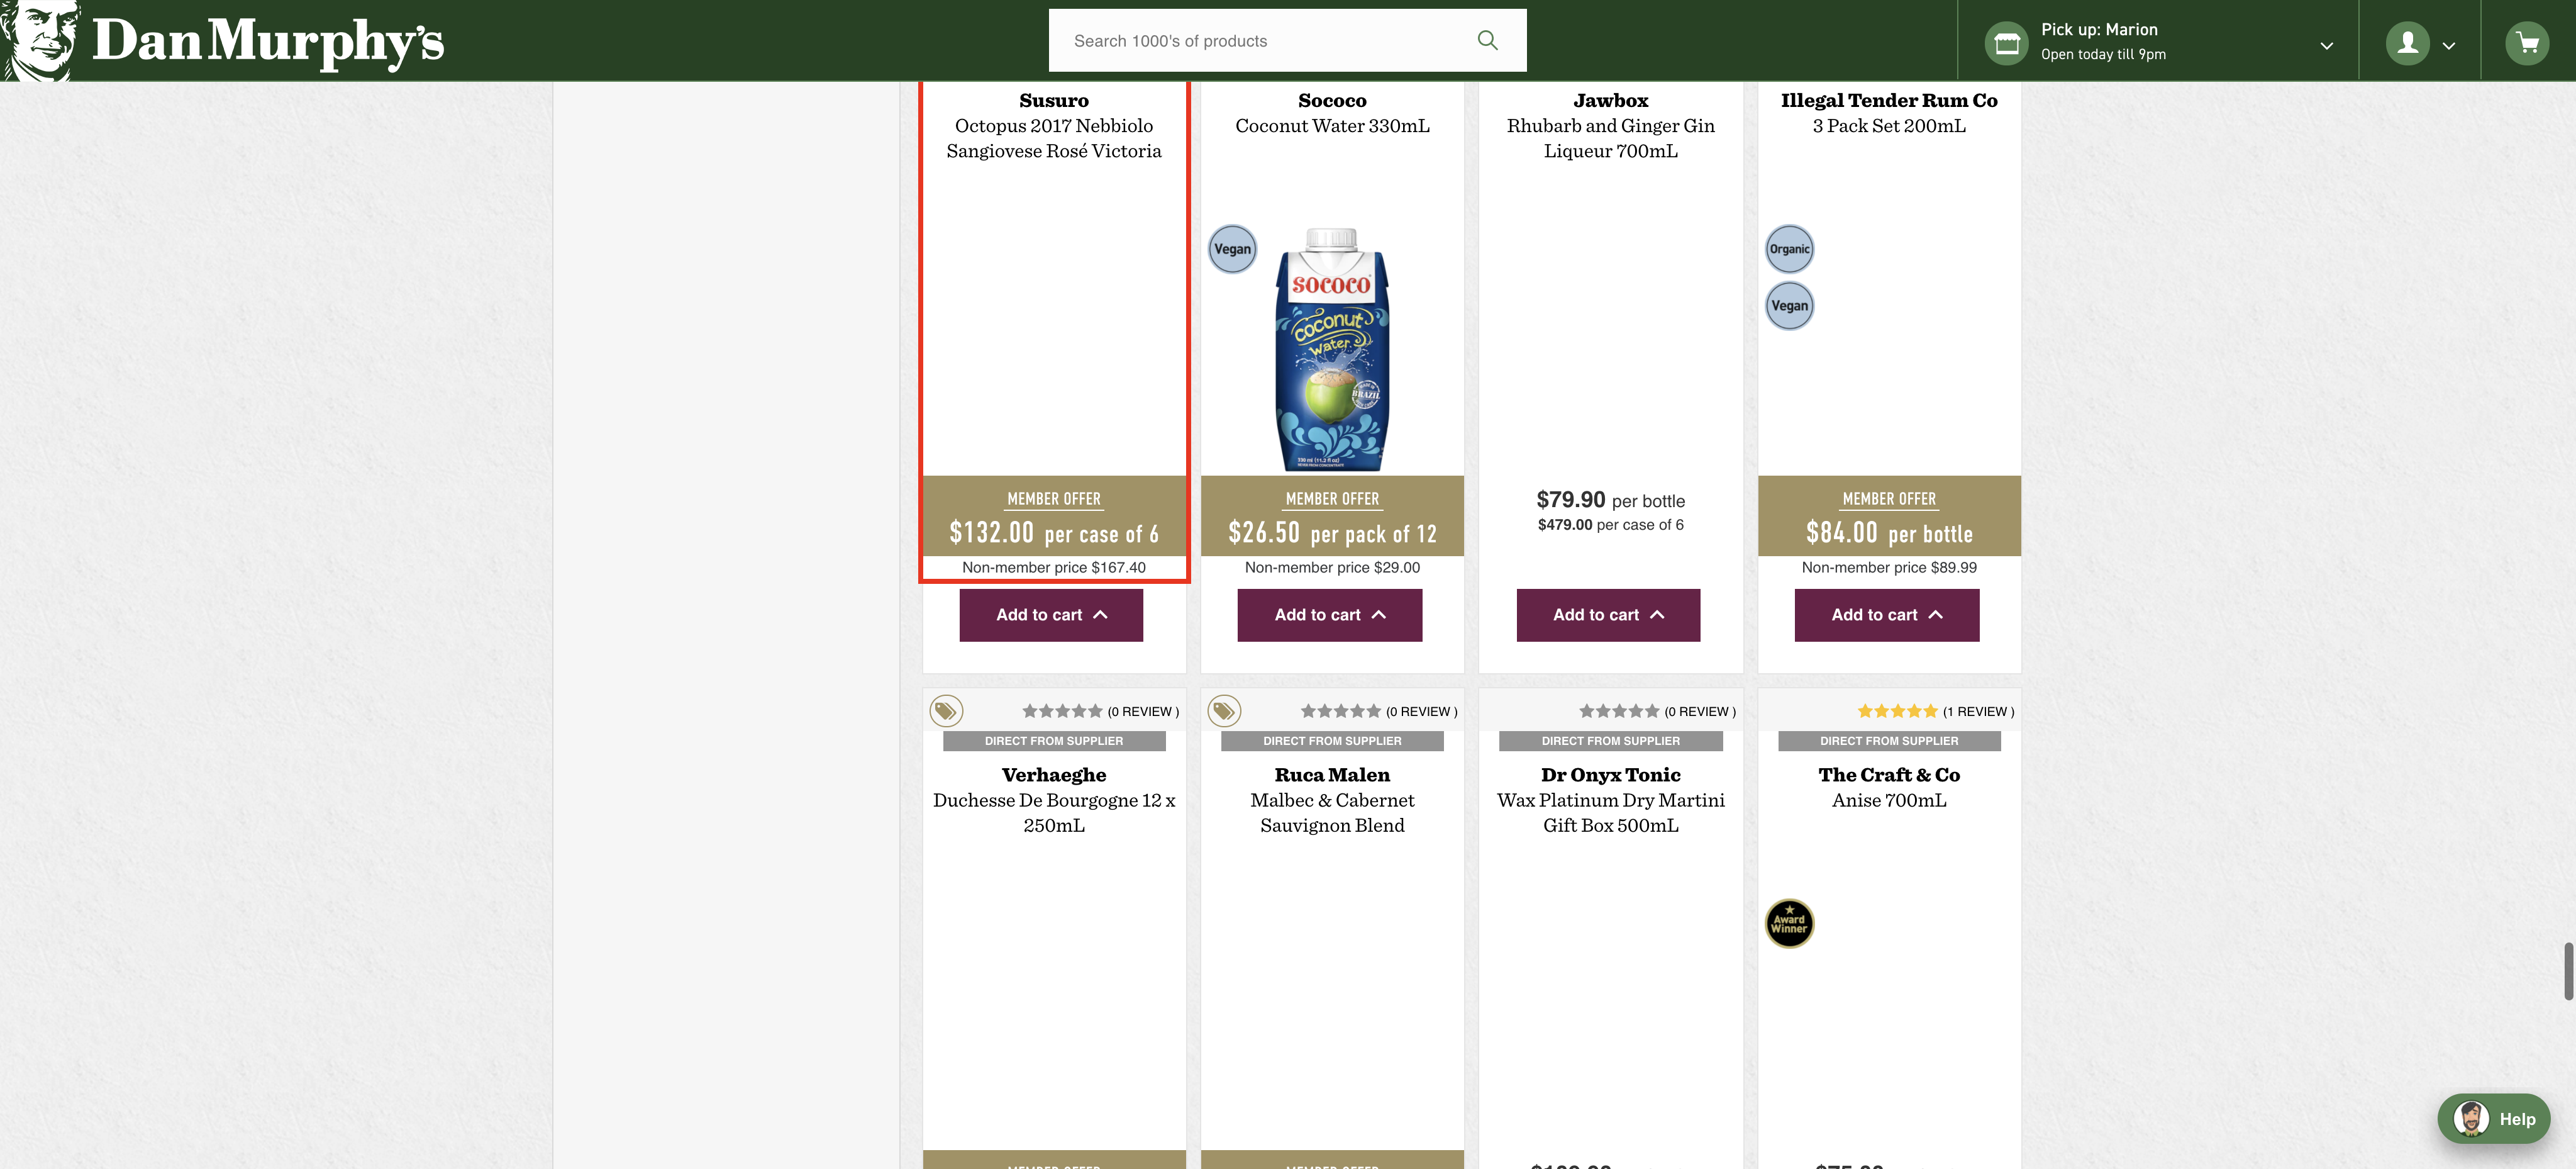 Dan Murphy's
Search 1000's of products
Pick up: Marion
Open today till 9pm
Susuro
Octopus 2017 Nebbiolo
Sangiovese Rosé Victoria
MEMBER OFFER
$132.00 per case of 6
Non-member price $167.40
Add to cart
Sococo
Coconut Water 330mL
Vegan
SOCOCO
coconut
water
BRAZIL
MEMBER OFFER
$26.50 per pack of 12
Non-member price $29.00
Add to cart
Jawbox
Rhubarb and Ginger Gin
Liqueur 700mL
$79.90 per bottle
$479.00 per case of 6
Add to cart
Illegal Tender Rum Co
3 Pack Set 200mL
Organic
Vegan
MEMBER OFFER
$84.00 per bottle
Non-member price $89.99
Add to cart
(0 REVIEW )
DIRECT FROM SUPPLIER
Verhaeghe
Duchesse De Bourgogne 12 x
250mL
MEMBER OFFER
(0 REVIEW )
DIRECT FROM SUPPLIER
Ruca Malen
Malbec & Cabernet
Sauvignon Blend
MEMBER OFFER
(0 REVIEW )
DIRECT FROM SUPPLIER
Dr Onyx Tonic
Wax Platinum Dry Martini
Gift Box 500mL
(1 REVIEW )
DIRECT FROM SUPPLIER
The Craft & Co
Anise 700mL
Award
Winner
Help